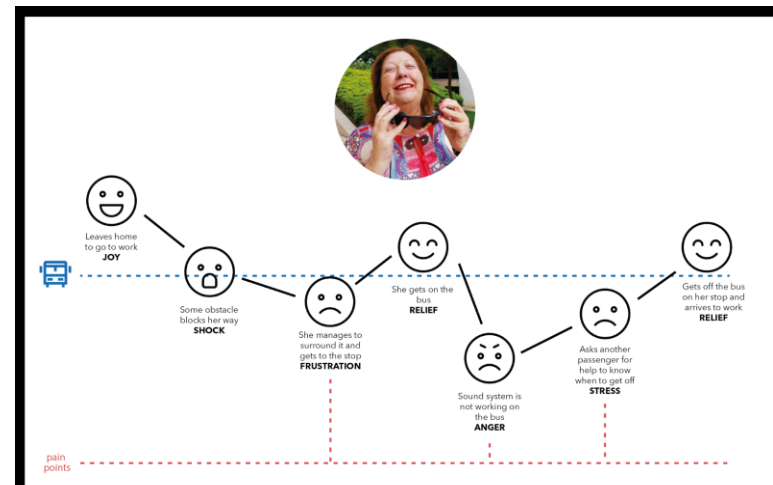 Leaves home
to go to work
JOY
Some obstacle
blocks her way
SHOCK
She manages to
surround it and
gets to the stop
FRUSTRATION
She gets on the
bus
RELIEF
Sound system is
not working on
the bus
ANGER
Asks another
passenger for
help to know
when to get off
STRESS
Gets off the bus
on her stop and
arrives to work
RELIEF
pain
points